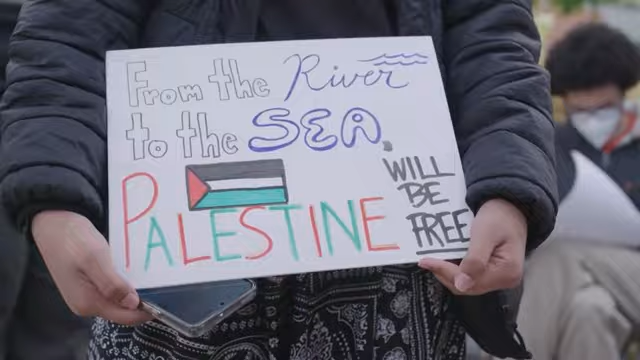 From the River
to the SEA.
PALESTINE
WILL
BE
FREE